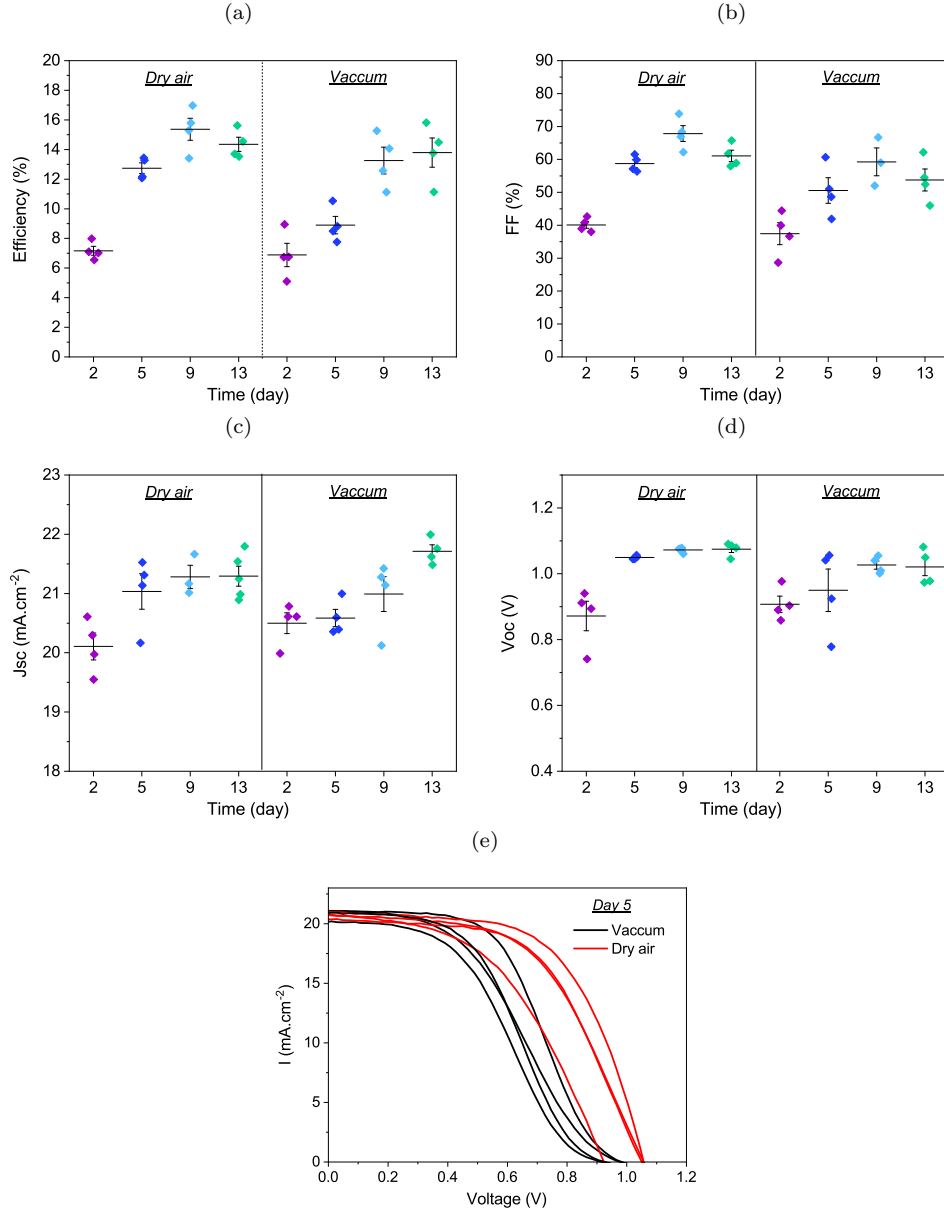 (a)
(b)
Efficiency (%)
20
18
16
14
12
10
8
6
4
2
0
Dry air
Vaccum
2 5 9 13 2 5 9 13
Time (day)
FF (%)
90
80
70
60
50
40
30
20
10
0
Dry air
Vaccum
2 5 9 13 2 5 9 13
Time (day)
(c)
(d)
Jsc (mA.cm-2)
23
22
21
20
19
18
Dry air
Vaccum
2 5 9 13 2 5 9 13
Time (day)
Voc (V)
1.2
1.0
0.8
0.6
0.4
Dry air
Vaccum
2 5 9 13 2 5 9 13
Time (day)
(e)
I (mA.cm-2)
20
15
10
5
0
Day 5
Vaccum
Dry air
0.0 0.2 0.4 0.6 0.8 1.0 1.2
Voltage (V)